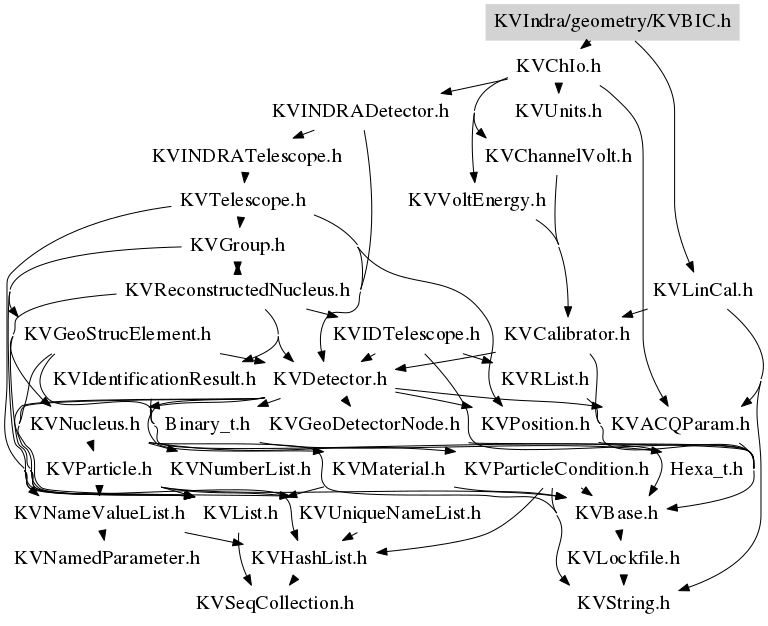 KVIndra/geometry/KVBIC.h
KVChIo.h
KVINDRADetector.h
KVUnits.h
KVINDRATelescope.h
KVChannelVolt.h
KVTelescope.h
KVVoltEnergy.h
KVGroup.h
KVReconstructedNucleus.h
KVLinCal.h
KVGeoStrucElement.h
KVIDTelescope.h
KVCalibrator.h
KVIdentificationResult.h
KVDetector.h
KVRList.h
KVNucleus.h
Binary_t.h
KVGeoDetectorNode.h
KVPosition.h
KVACQParam.h
KVParticle.h
KVNumberList.h
KVMaterial.h
KVParticleCondition.h
Hexa_t.h
KVNameValueList.h
KVList.h
KVUniqueNameList.h
KVBase.h
KVNamedParameter.h
KVHashList.h
KVLockfile.h
KVSeqCollection.h
KVString.h